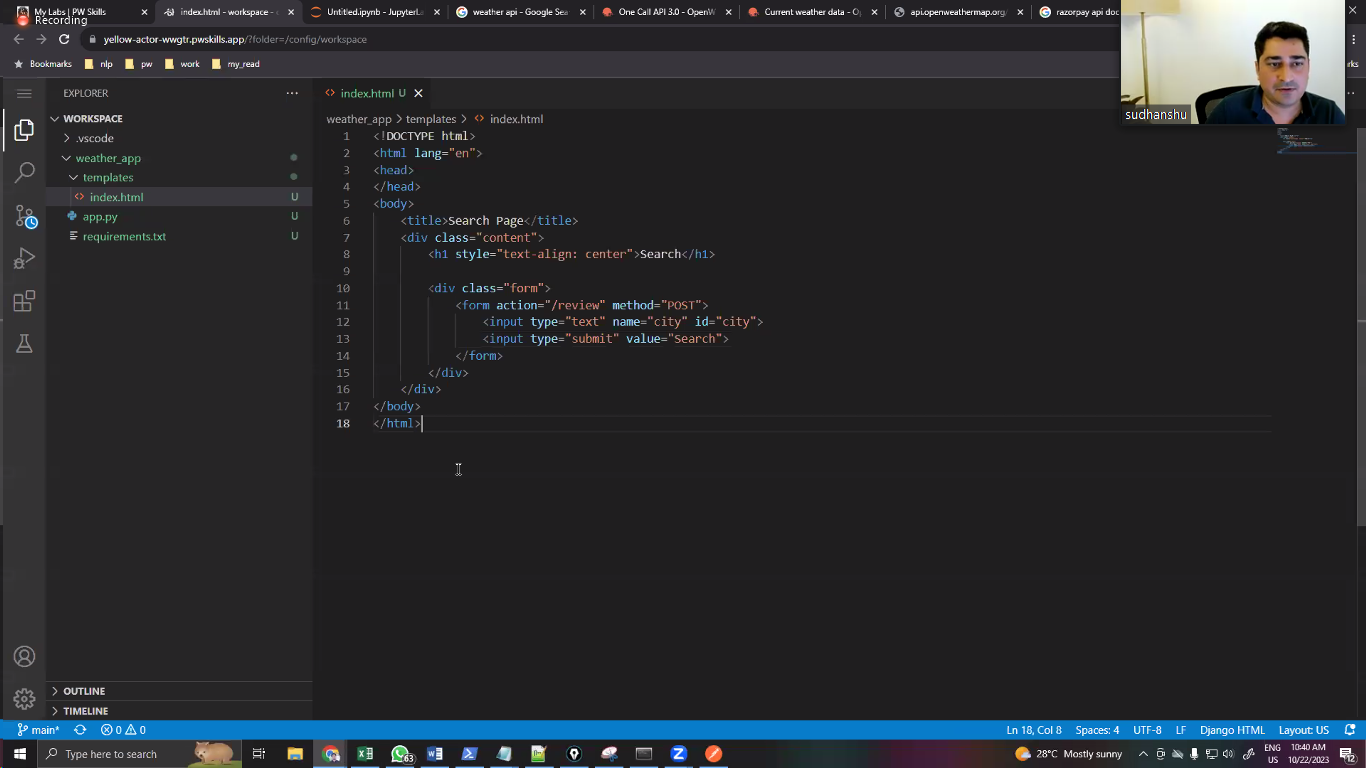 My Labs | PW Skills
index.html - workspace -
Untitled.ipynb - JupyterLa
weather api - Google Sea
One Call API 3.0 - OpenW
Current weather data - Op
api.openweathermap.org
razorpay api doc
Recording
yellow-actor-wwgtr.pwskills.app/?folder=/config/workspace
Bookmarks
nlp
pw
work
my_read
rks
sudhanshu
EXPLORER
index.html U
WORKSPACE
.vscode
weather_app
templates
index.html U
app.py U
requirements.txt U
weather_app > templates > index.html
1 <!DOCTYPE html>
2 <html lang="en">
3 <head>
4 </head>
5 <body>
6 <title>Search Page</title>
7 <div class="content">
8 <h1 style="text-align: center">Search</h1>
9
10 <div class="form">
11 <form action="/review" method="POST">
12 <input type="text" name="city" id="city">
13 <input type="submit" value="Search">
14 </form>
15 </div>
16 </div>
17 </body>
18 </html>
OUTLINE
TIMELINE
main*
0
0
Ln 18, Col 8
Spaces: 4
UTF-8
LF
Django HTML
Layout: US
Type here to search
63
28°C Mostly sunny
ENG
US
10:40 AM
10/22/2023
12